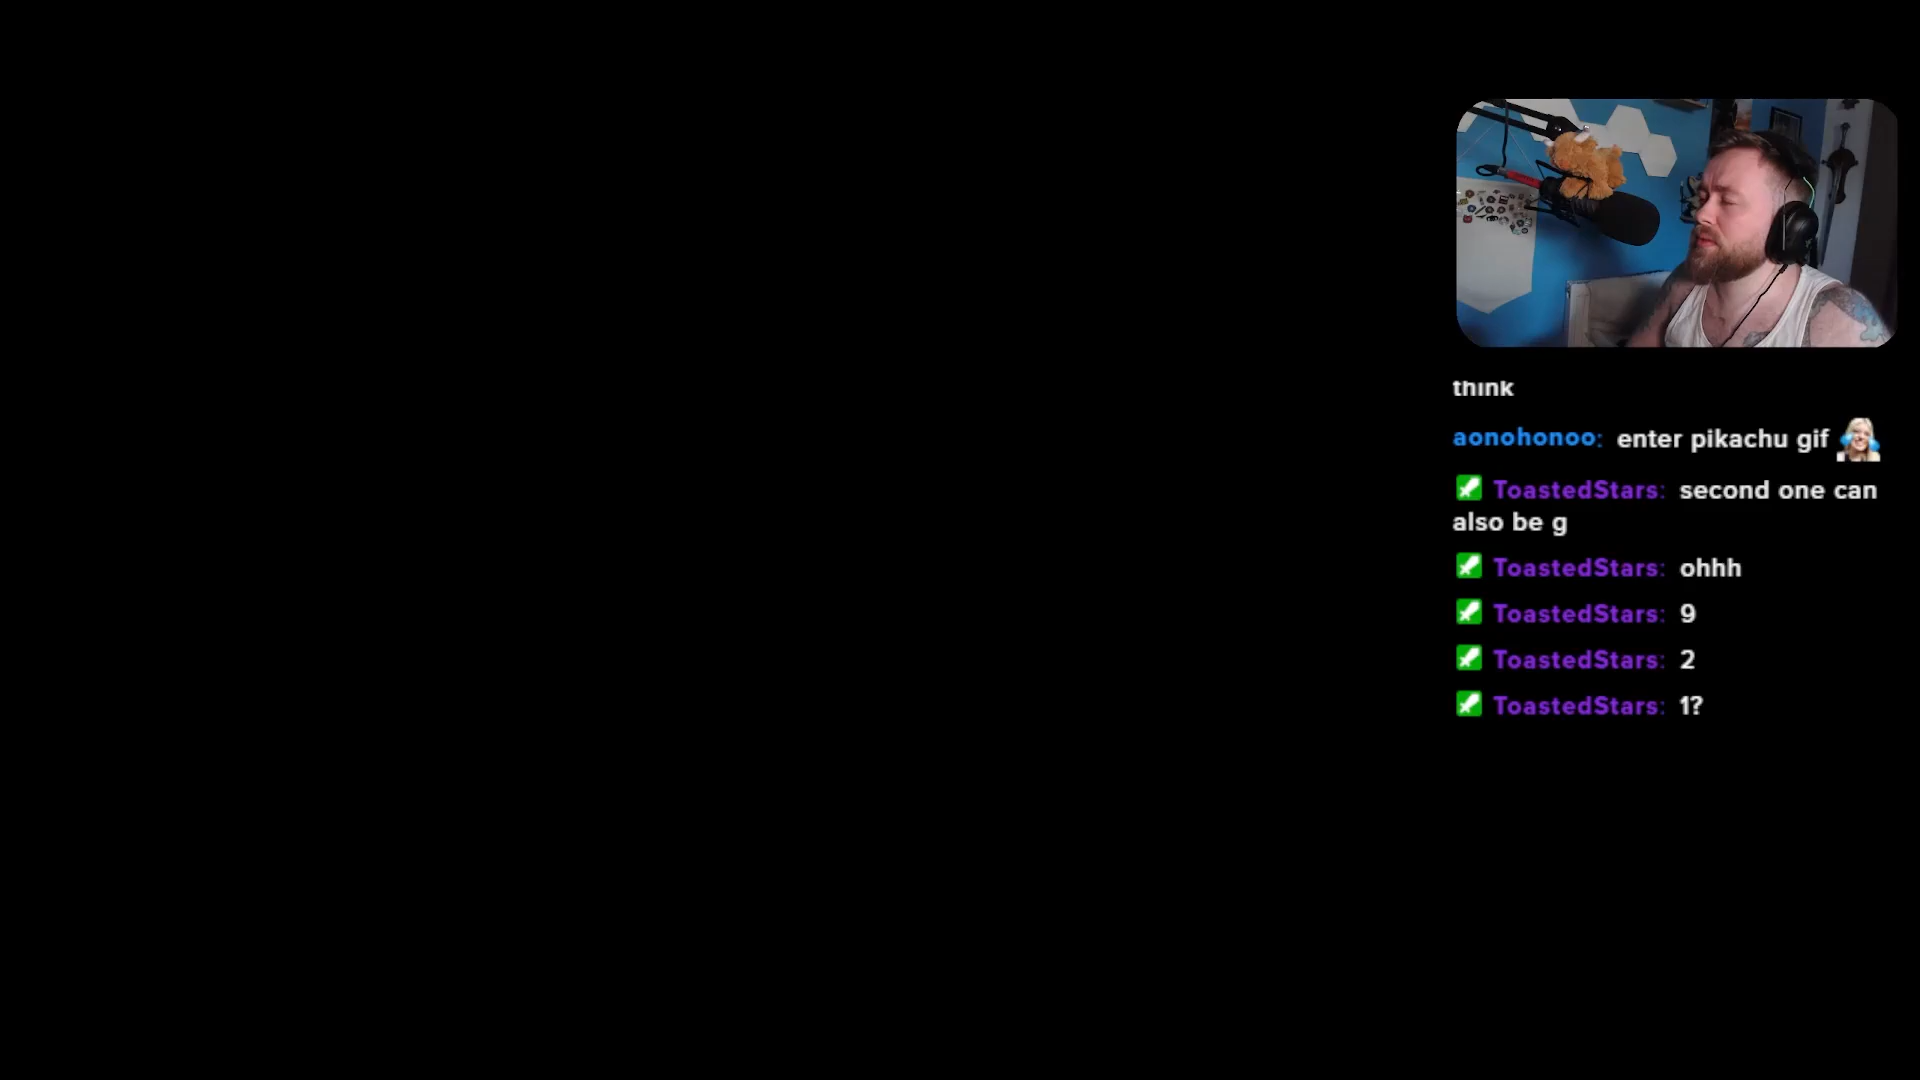 think
aonohonoo: enter pikachu gif
ToastedStars: second one can
also be g
ToastedStars: ohhh
ToastedStars: 9
ToastedStars: 2
ToastedStars: 1?